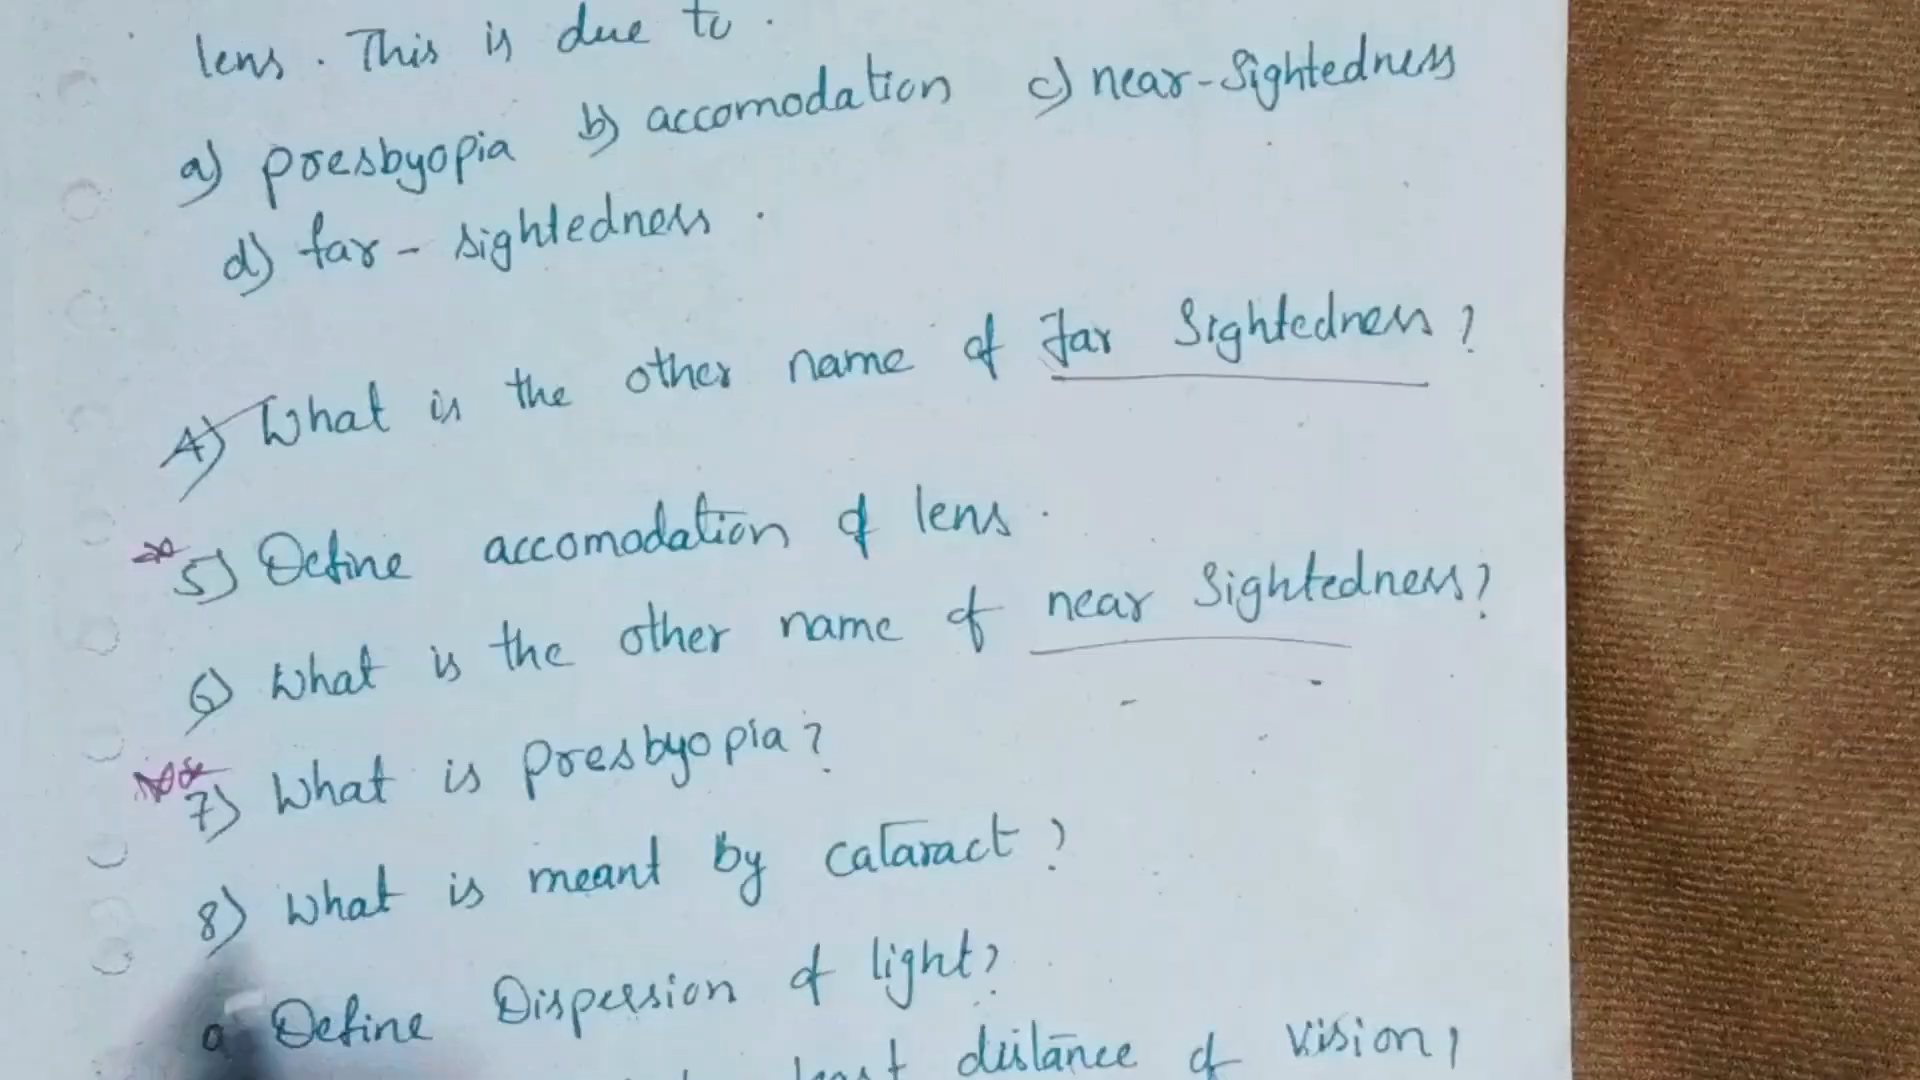 lens. This is due to.
a) presbyopia b) accomodation c) near-sightedness
d) far-sightedness.
4) What is the other name of far sightedness?
5) Define accomodation of lens.
6) What is the other name of near sightedness?
7) What is presbyopia?
8) What is meant by cataract?
Define Dispersion of light?
least distance of vision,